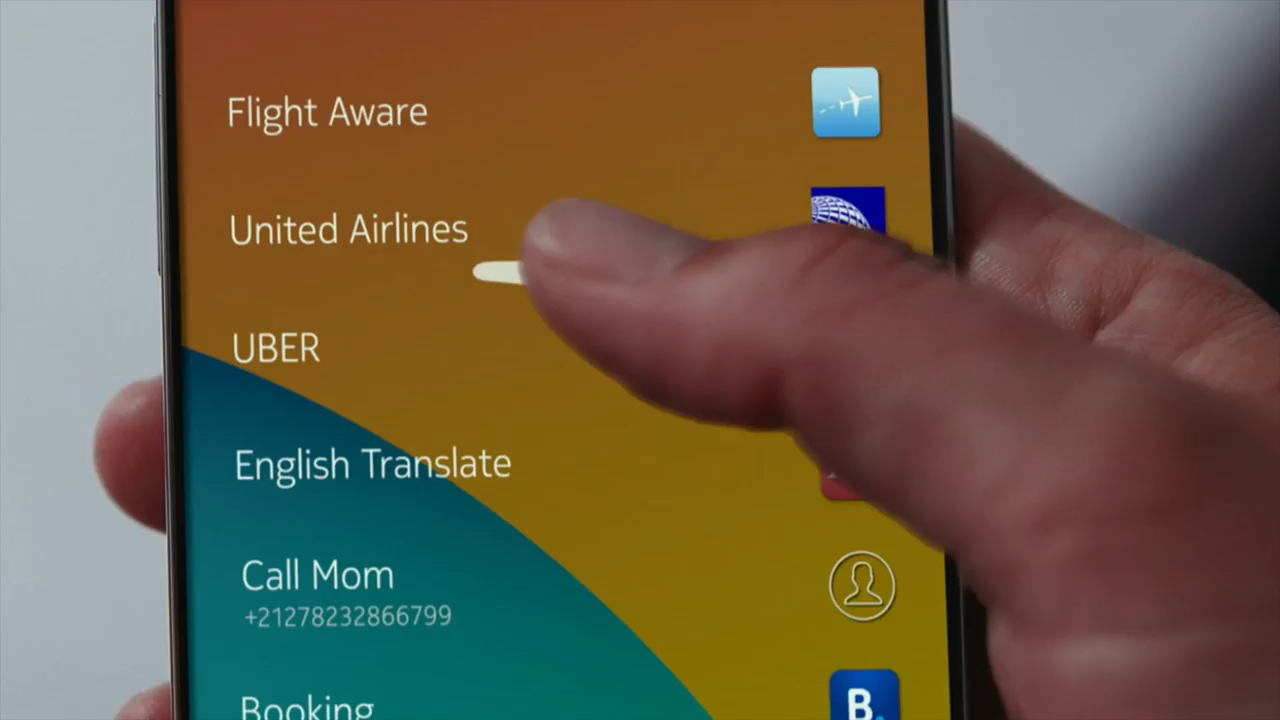 Flight Aware
United Airlines
UBER
English Translate
Call Mom
+21278232866799
Booking
B.